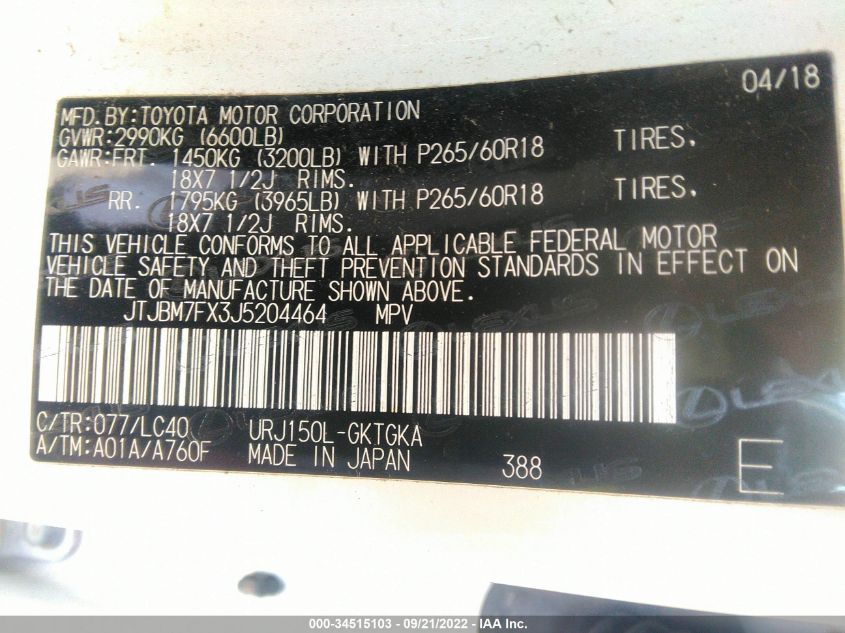 04/18
MFD.BY:TOYOTA MOTOR CORPORATION
GVWR:2990KG (6600LB)
GAWR:FRT. 1450KG (3200LB) WITH P265/60R18 TIRES,
18X7 1/2J RIMS.
RR. 1795KG (3965LB) WITH P265/60R18 TIRES,
18X7 1/2J RIMS.
THIS VEHICLE CONFORMS TO ALL APPLICABLE FEDERAL MOTOR
VEHICLE SAFETY AND THEFT PREVENTION STANDARDS IN EFFECT ON
THE DATE OF MANUFACTURE SHOWN ABOVE.
JTJBM7FX3J5204464 MPV
C/TR:077/LC40 URJ150L-GKTGKA
A/TM:A01A/A760F MADE IN JAPAN 388 E
LEXUS
000-34515103 - 09/21/2022 - IAA Inc.